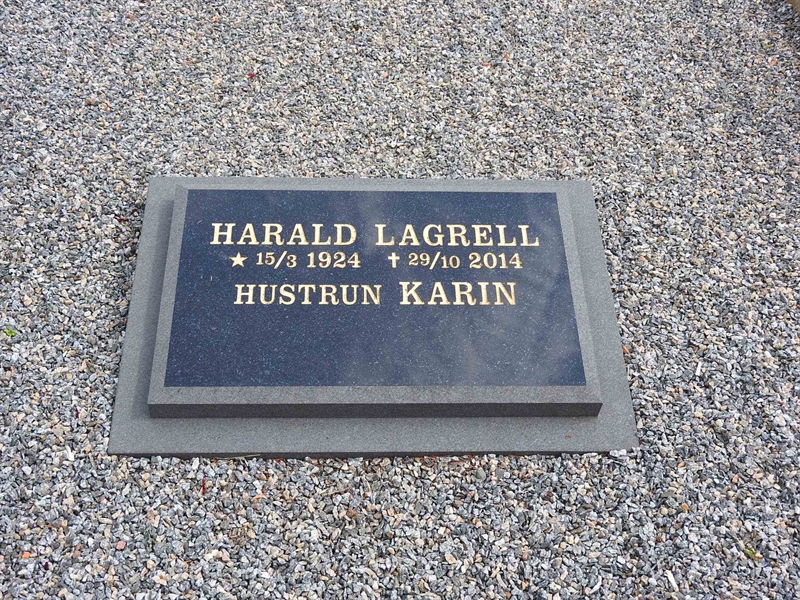 HARALD LAGRELL
★ 15/3 1924 ✝ 29/10 2014
HUSTRUN KARIN